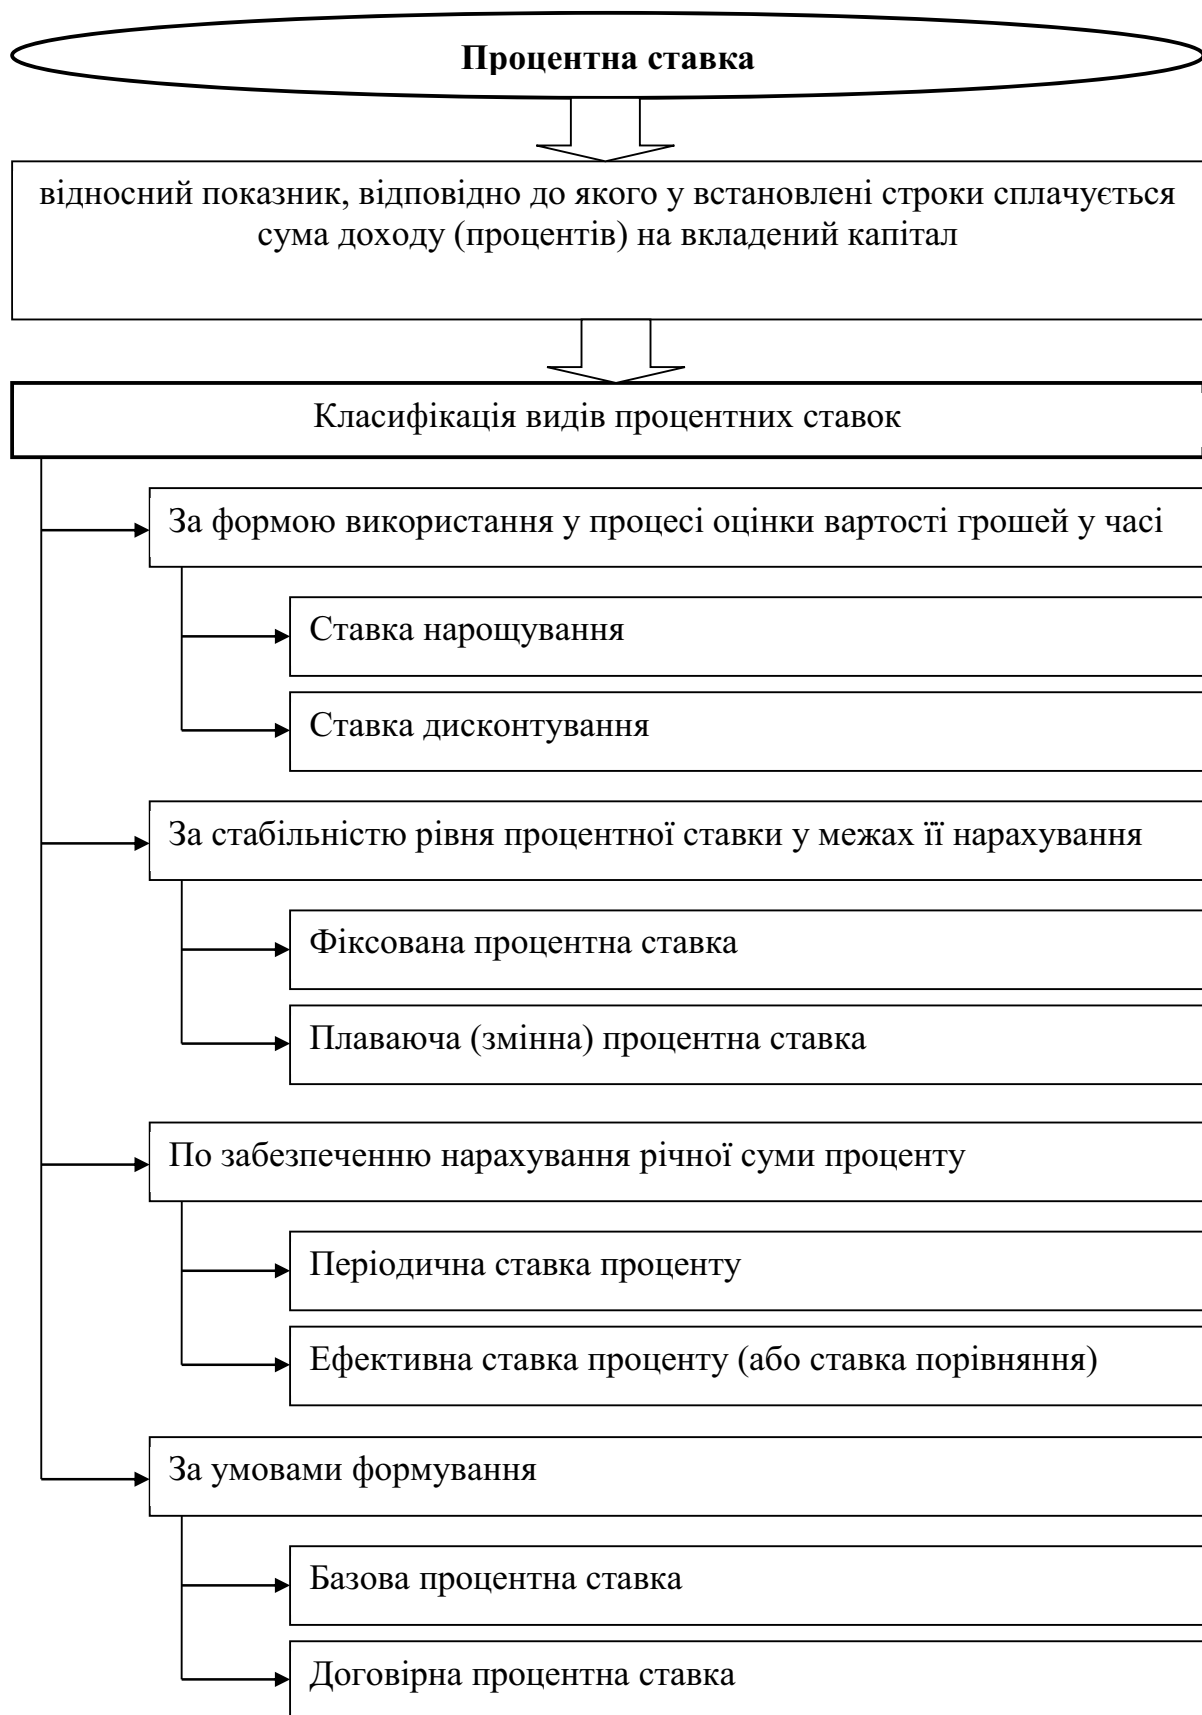 Процентна ставка
відносний показник, відповідно до якого у встановлені строки сплачується
сума доходу (процентів) на вкладений капітал
Класифікація видів процентних ставок
За формою використання у процесі оцінки вартості грошей у часі
Ставка нарощування
Ставка дисконтування
За стабільністю рівня процентної ставки у межах її нарахування
Фіксована процентна ставка
Плаваюча (змінна) процентна ставка
По забезпеченню нарахування річної суми проценту
Періодична ставка проценту
Ефективна ставка проценту (або ставка порівняння)
За умовами формування
Базова процентна ставка
Договірна процентна ставка